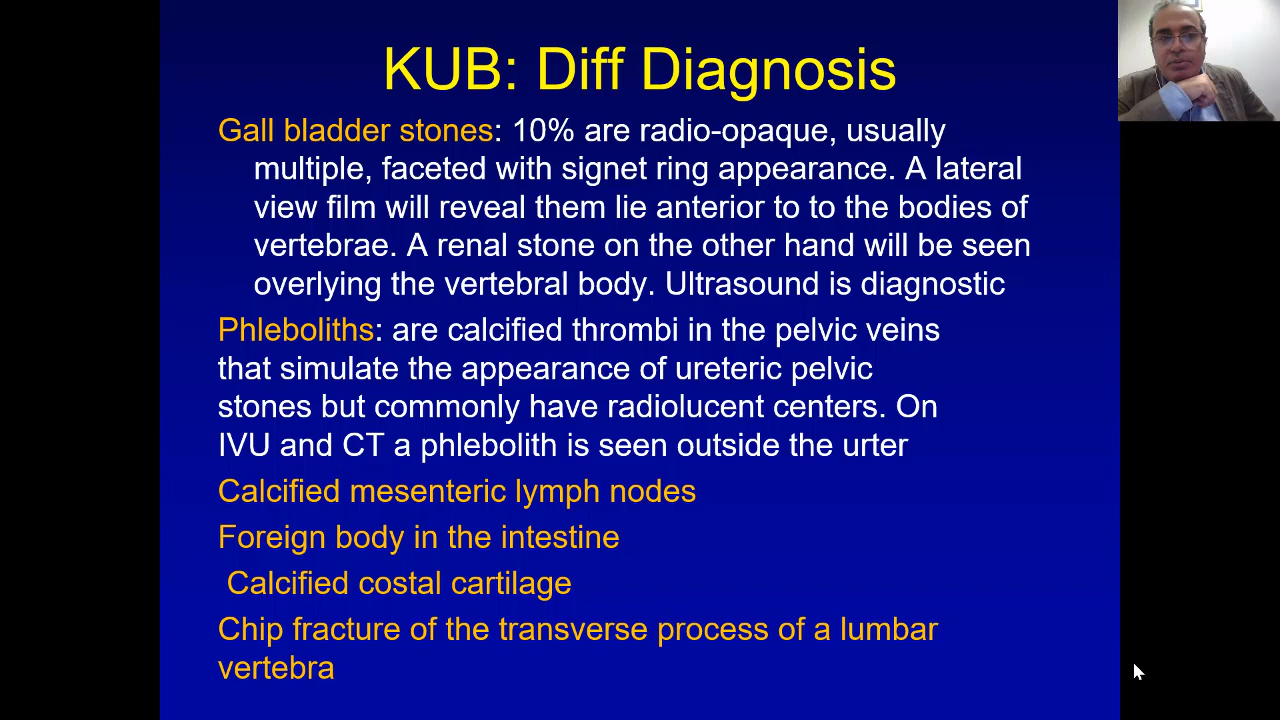 KUB: Diff Diagnosis
Gall bladder stones: 10% are radio-opaque, usually
multiple, faceted with signet ring appearance. A lateral
view film will reveal them lie anterior to to the bodies of
vertebrae. A renal stone on the other hand will be seen
overlying the vertebral body. Ultrasound is diagnostic
Phleboliths: are calcified thrombi in the pelvic veins
that simulate the appearance of ureteric pelvic
stones but commonly have radiolucent centers. On
IVU and CT a phlebolith is seen outside the urter
Calcified mesenteric lymph nodes
Foreign body in the intestine
Calcified costal cartilage
Chip fracture of the transverse process of a lumbar
vertebra